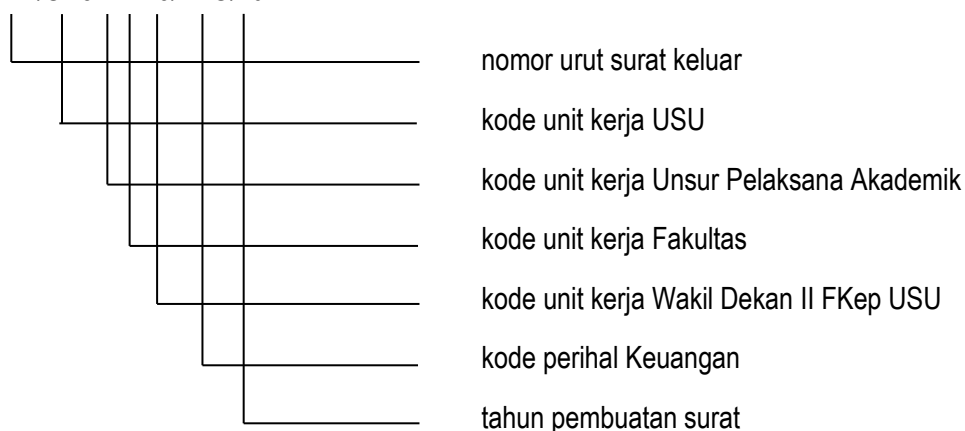 nomor urut surat keluar
kode unit kerja USU
kode unit kerja Unsur Pelaksana Akademik
kode unit kerja Fakultas
kode unit kerja Wakil Dekan II FKep USU
kode perihal Keuangan
tahun pembuatan surat